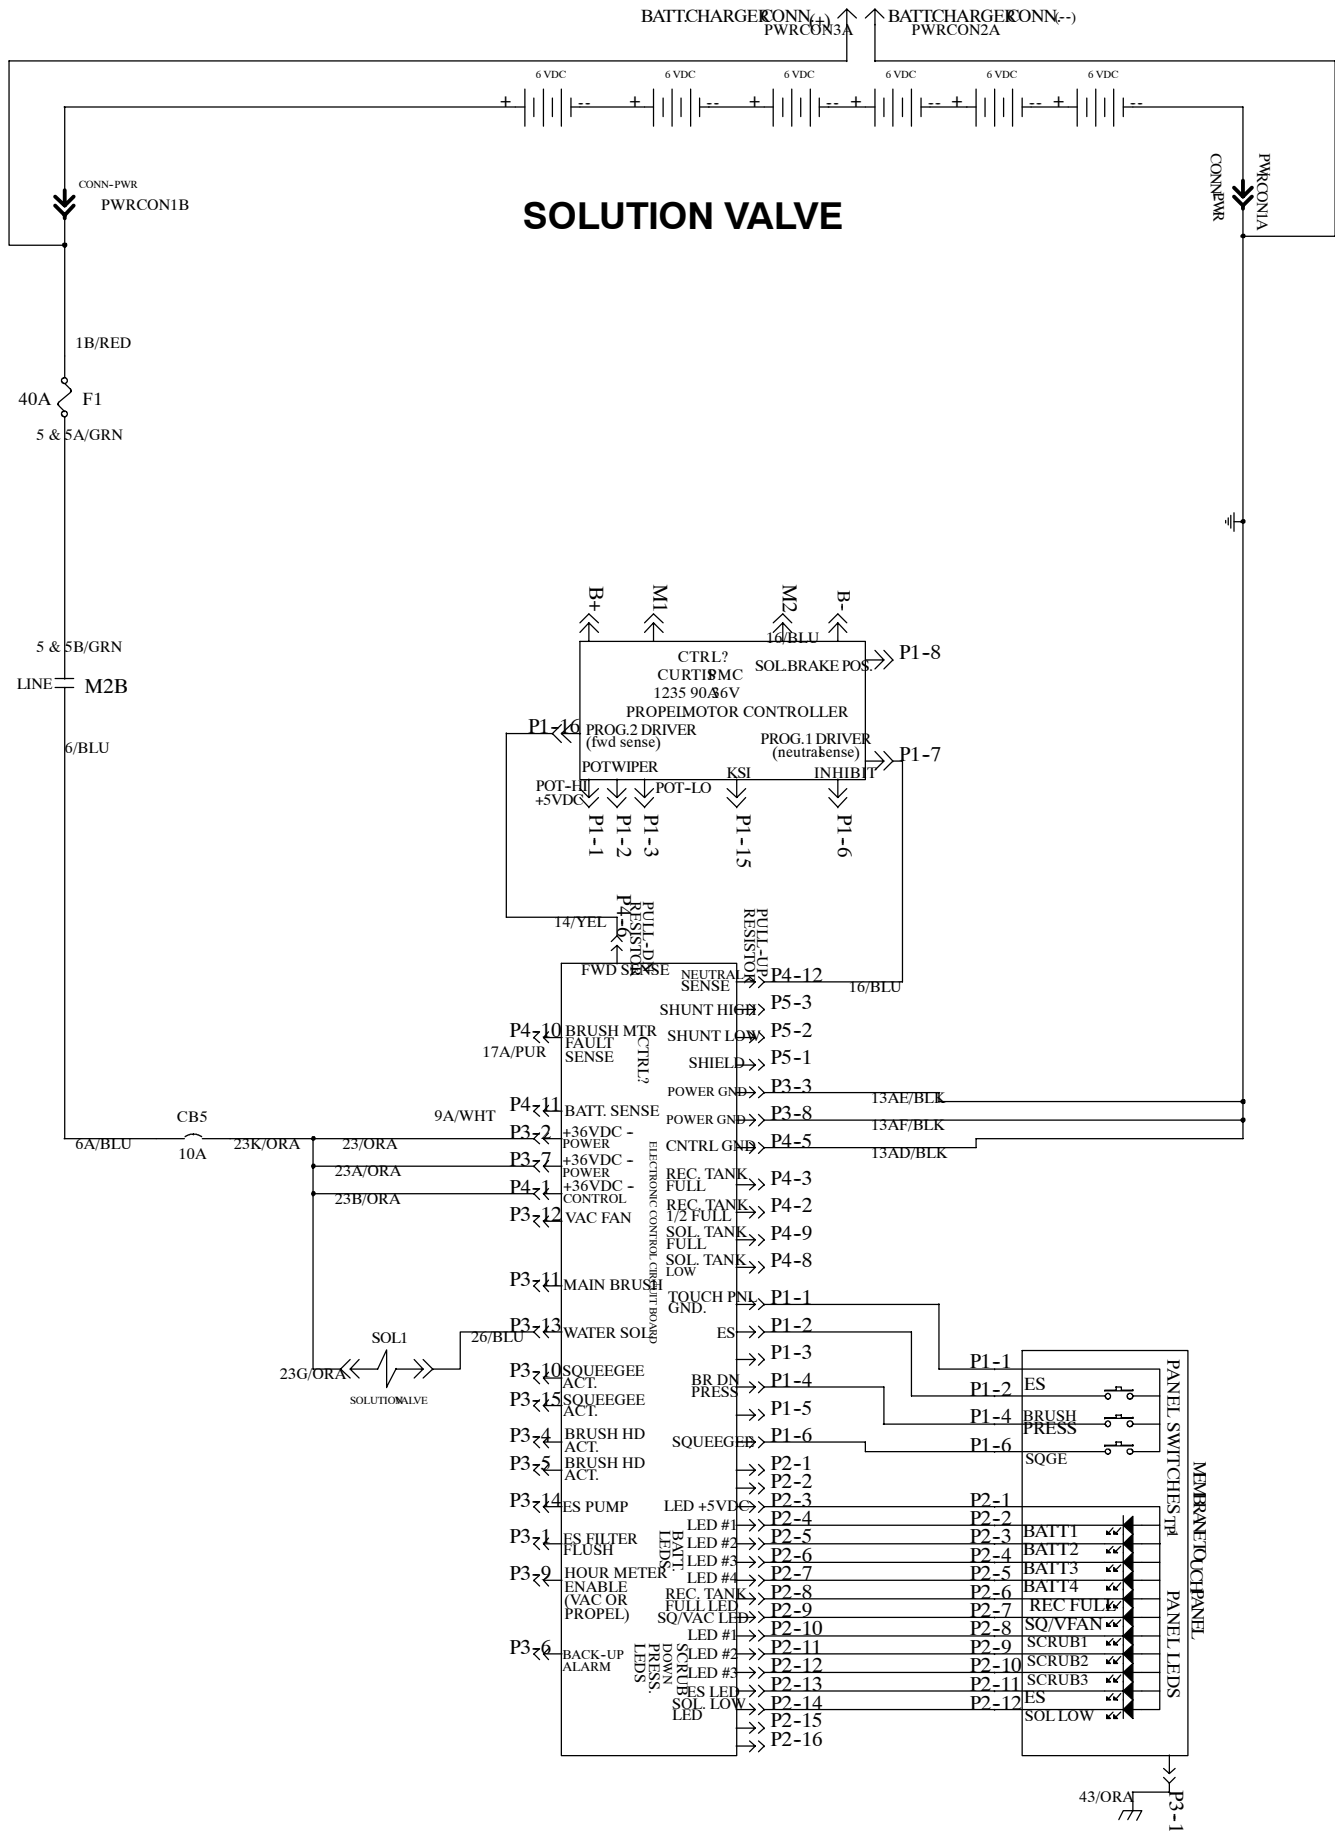 BATT.CHARGER CONN.(+)
PWRCON3A
BATT.CHARGER CONN.(--)
PWRCON2A
6 VDC 6 VDC 6 VDC 6 VDC 6 VDC 6 VDC
+ -- + -- + -- + -- + -- + --
CONN-PWR
PWRCON1B
SOLUTION VALVE
CONN-PWR
PWRCON1A
1B/RED
40A F1
5 & 5A/GRN
5 & 5B/GRN
LINE M2B
6/BLU
B+ M1 M2 B-
16/BLU
CTRL?
CURTIS PMC
1235 90A 36V
PROPEL MOTOR CONTROLLER
SOL.BRAKE POS. P1-8
P1-16 PROG.2 DRIVER
(fwd sense)
PROG.1 DRIVER
(neutral sense)
P1-7
POT WIPER
KSI INHIBIT
POT-HI
+5VDC
POT-LO
P1-1 P1-2 P1-3 P1-15 P1-6
14/YEL
P4-6
PULL-DN
RESISTOR
PULL-UP
RESISTOR
FWD SENSE
NEUTRAL
SENSE
P4-12
16/BLU
SHUNT HIGH P5-3
SHUNT LOW P5-2
SHIELD P5-1
POWER GND P3-3
13AE/BLK
POWER GND P3-8
13AF/BLK
CNTRL GND P4-5
13AD/BLK
REC. TANK
FULL
P4-3
REC. TANK
1/2 FULL
P4-2
SOL. TANK
FULL
P4-9
SOL. TANK
LOW
P4-8
TOUCH PNL
GND.
P1-1
ES P1-2
P1-3
BR DN
PRESS
P1-4
P1-5
SQUEEGEE P1-6
P2-1
P2-2
LED +5VDC P2-3
LED #1 P2-4
LED #2 P2-5
LED #3 P2-6
LED #4 P2-7
BATT.
LEDS
REC. TANK
FULL LED
P2-8
SQ/VAC LED P2-9
LED #1 P2-10
LED #2 P2-11
LED #3 P2-12
SCRUB
DOWN
PRESS.
LEDS
ES LED P2-13
SOL. LOW
LED
P2-14
P2-15
P2-16
CTRL?
ELECTRONIC CONTROL CIRCUIT BOARD
P4-10 BRUSH MTR
FAULT
SENSE
17A/PUR
P4-11 BATT. SENSE
9A/WHT
P3-2 +36VDC -
POWER
P3-7 +36VDC -
POWER
P4-1 +36VDC -
CONTROL
P3-12 VAC FAN
P3-11 MAIN BRUSH
P3-13 WATER SOL
P3-10 SQUEEGEE
ACT.
P3-15 SQUEEGEE
ACT.
P3-4 BRUSH HD
ACT.
P3-5 BRUSH HD
ACT.
P3-14 ES PUMP
P3-1 ES FILTER
FLUSH
P3-9 HOUR METER
ENABLE
(VAC OR
PROPEL)
P3-6 BACK-UP
ALARM
6A/BLU
CB5
10A
23K/ORA
23/ORA
23A/ORA
23B/ORA
23G/ORA
SOL1
SOLUTION VALVE
26/BLU
P1-1
P1-2 ES
P1-4 BRUSH
PRESS
P1-6 SQGE
P2-1
P2-2 BATT1
P2-3 BATT2
P2-4 BATT3
P2-5 BATT4
P2-6 REC FULL
P2-7 SQ/VFAN
P2-8 SCRUB1
P2-9 SCRUB2
P2-10 SCRUB3
P2-11 ES
P2-12 SOL LOW
PANEL SWITCHES
TP1
PANEL LEDS
MEMBRANE TOUCH PANEL
43/ORA
P3-1